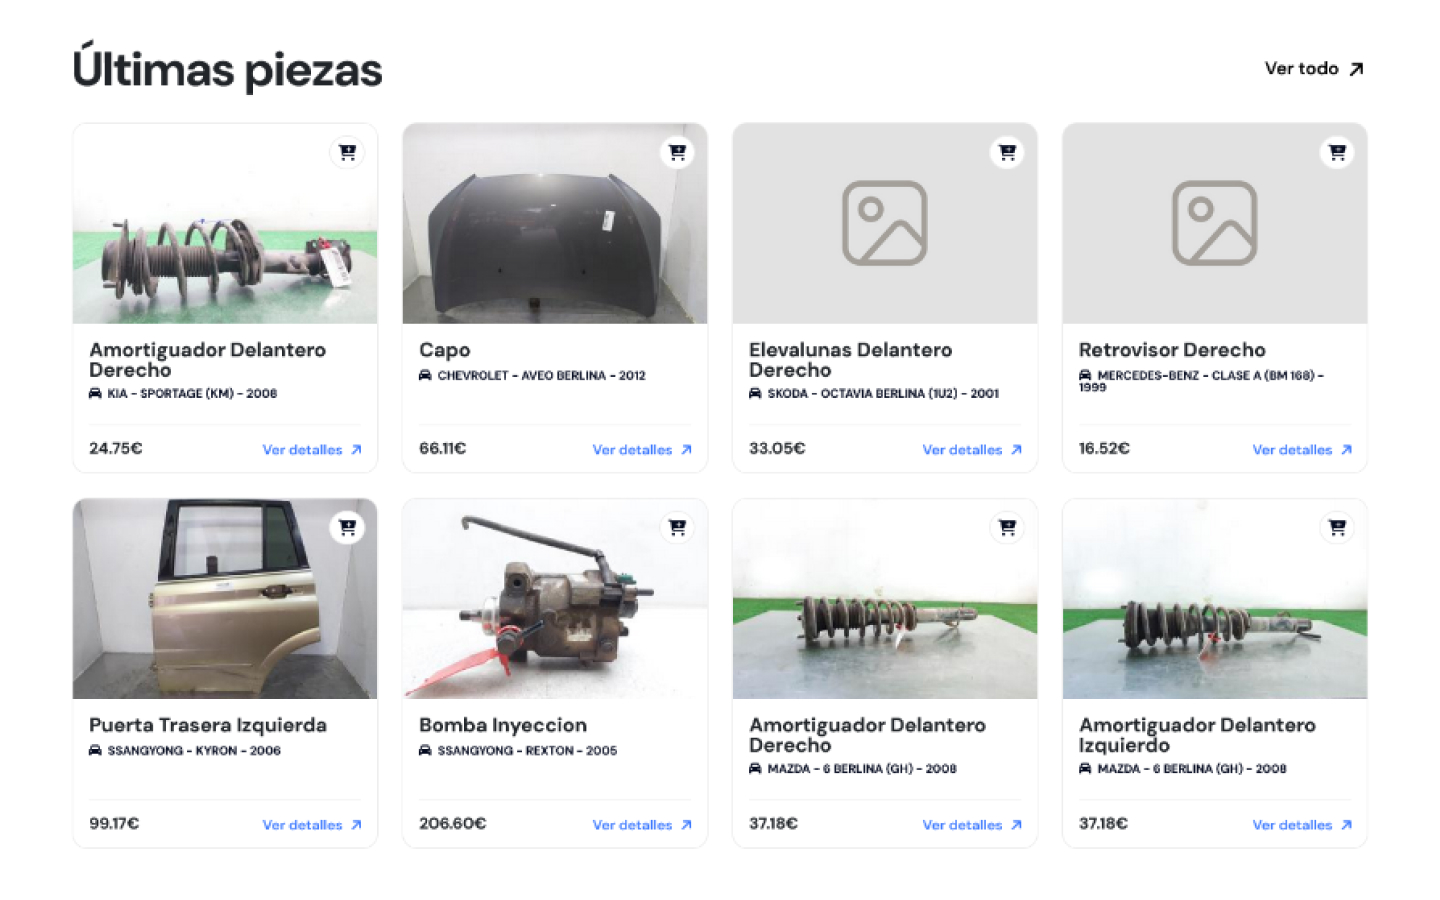 Últimas piezas
Ver todo
Amortiguador Delantero
Derecho
KIA - SPORTAGE (KM) - 2008
24.75€
Ver detalles
Capo
CHEVROLET - AVEO BERLINA - 2012
66.11€
Ver detalles
Elevalunas Delantero
Derecho
SKODA - OCTAVIA BERLINA (1U2) - 2001
33.05€
Ver detalles
Retrovisor Derecho
MERCEDES-BENZ - CLASE A (BM 168) -
1999
16.52€
Ver detalles
Puerta Trasera Izquierda
SSANGYONG - KYRON - 2006
99.17€
Ver detalles
Bomba Inyeccion
SSANGYONG - REXTON - 2005
206.60€
Ver detalles
Amortiguador Delantero
Derecho
MAZDA - 6 BERLINA (GH) - 2008
37.18€
Ver detalles
Amortiguador Delantero
Izquierdo
MAZDA - 6 BERLINA (GH) - 2008
37.18€
Ver detalles